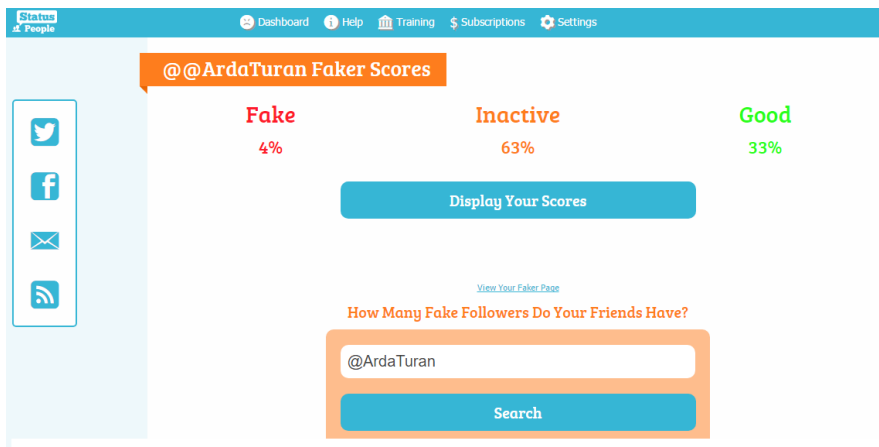 Status
People
Dashboard Help Training $ Subscriptions Settings
@@ArdaTuran Faker Scores
Fake Inactive Good
4% 63% 33%
Display Your Scores
View Your Faker Page
How Many Fake Followers Do Your Friends Have?
@ArdaTuran
Search